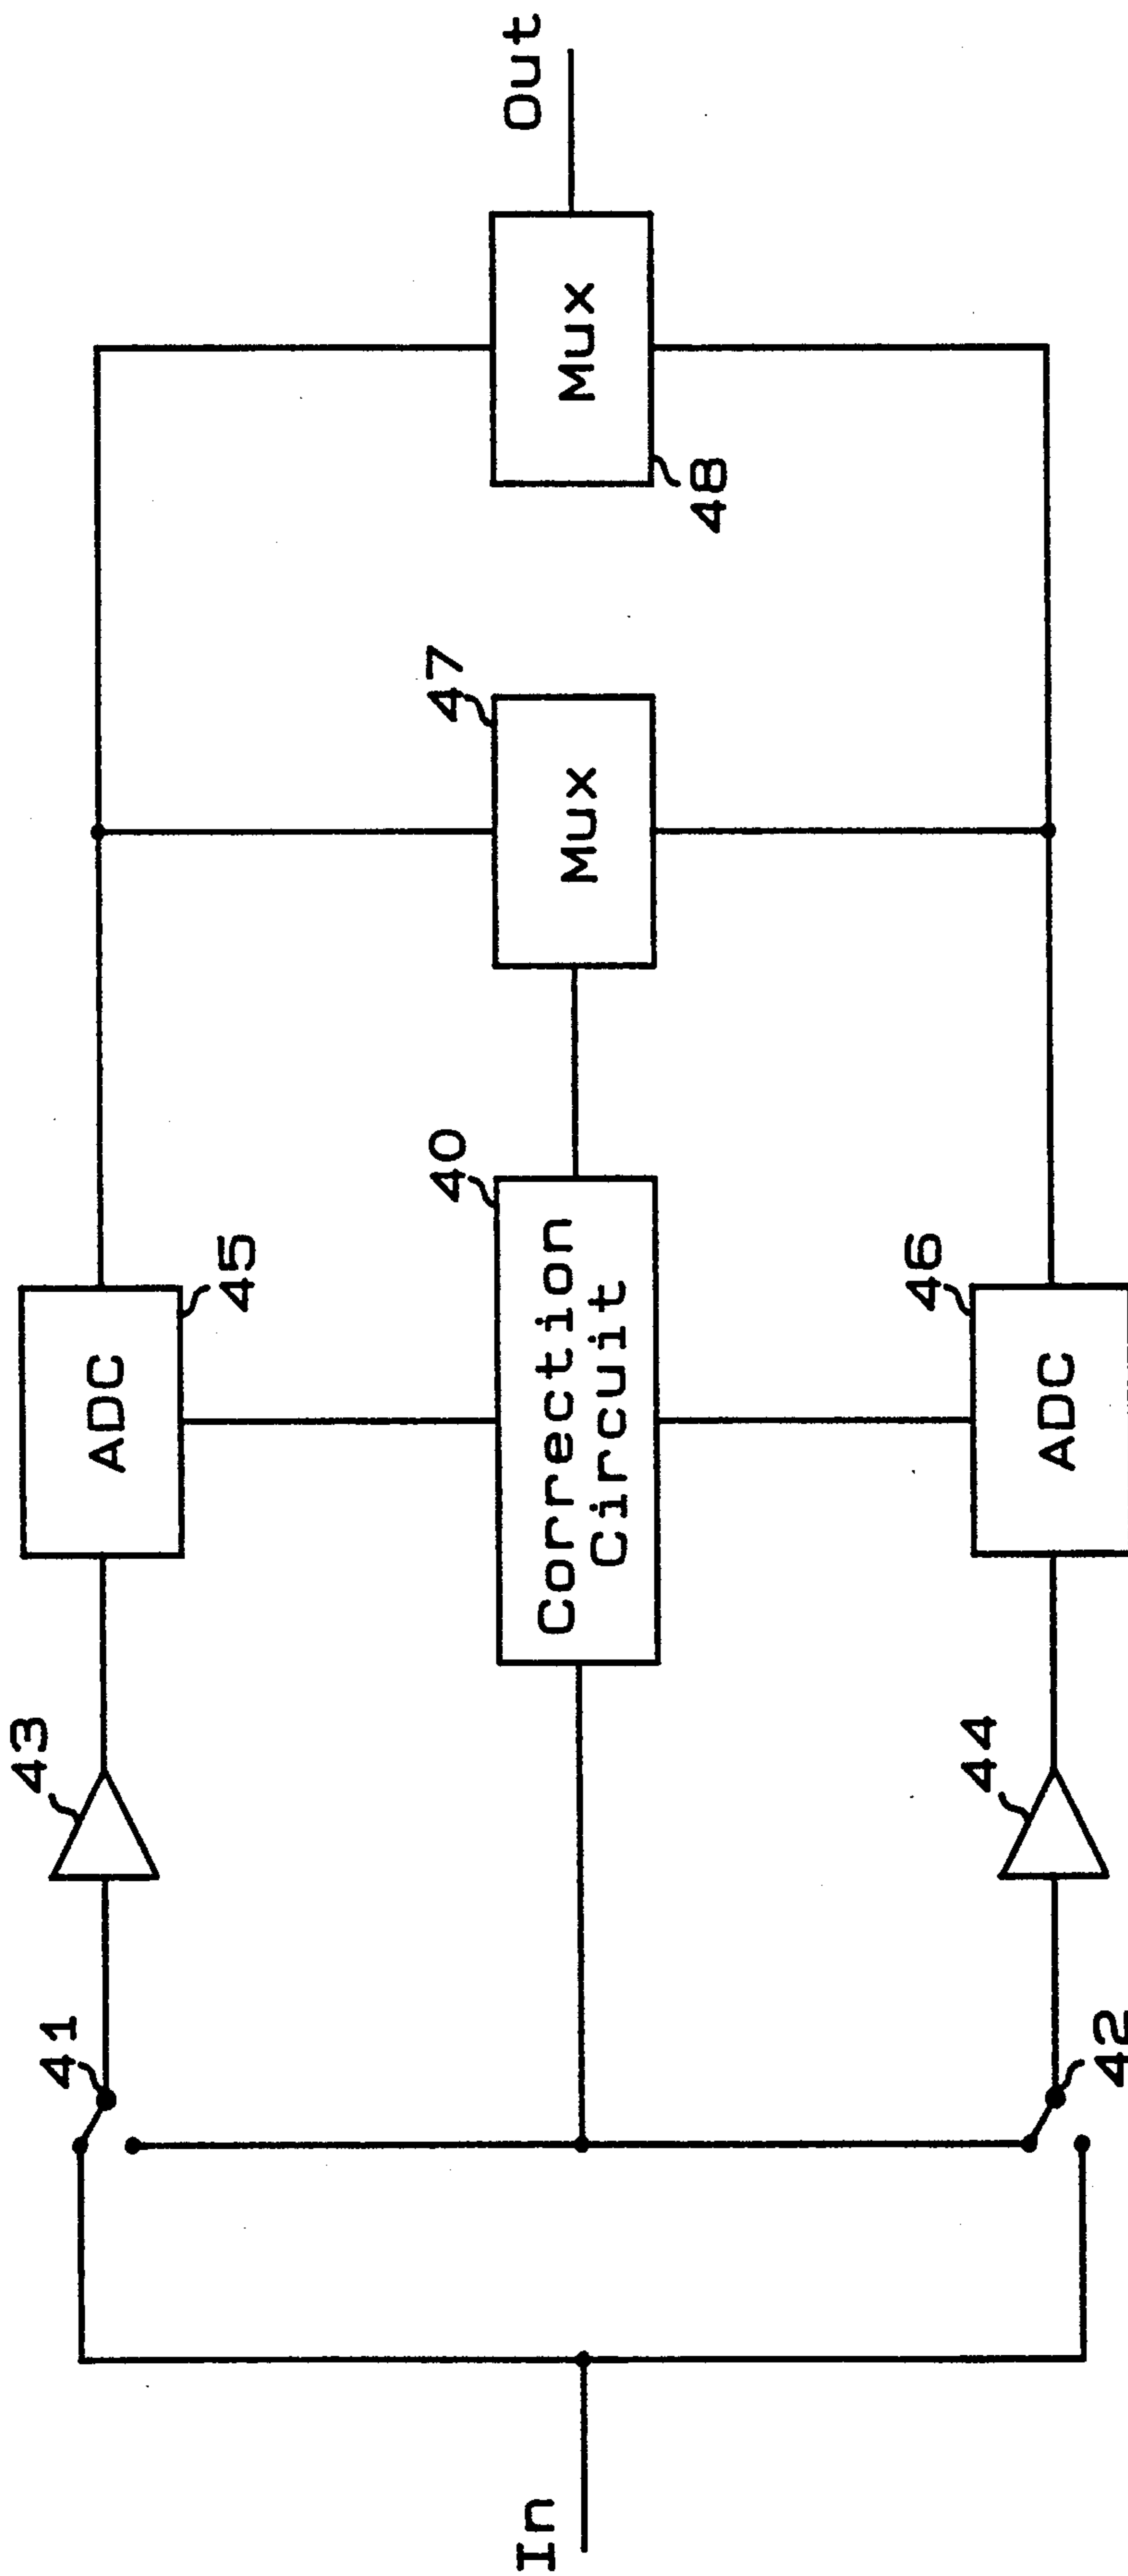 In
41
42
43
44
ADC
45
Correction
Circuit
40
ADC
46
Mux
47
Mux
48
Out